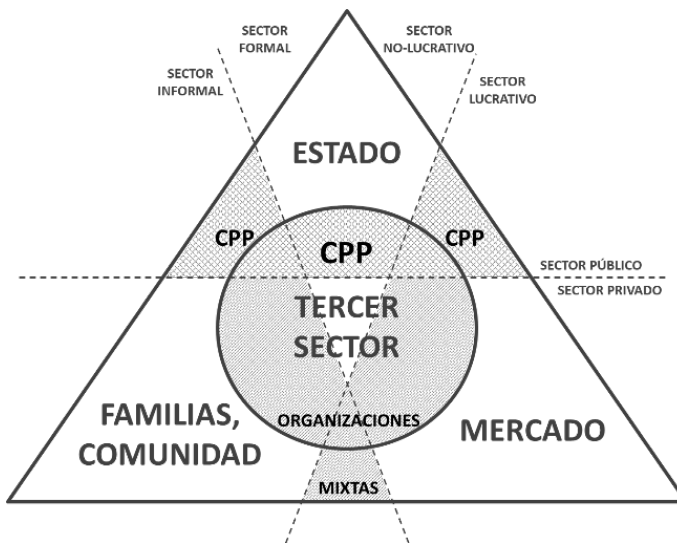 SECTOR
FORMAL
SECTOR
NO-LUCRATIVO
SECTOR
INFORMAL
SECTOR
LUCRATIVO
ESTADO
CPP
CPP
CPP
SECTOR PÚBLICO
SECTOR PRIVADO
TERCER
SECTOR
FAMILIAS,
COMUNIDAD
ORGANIZACIONES
MERCADO
MIXTAS